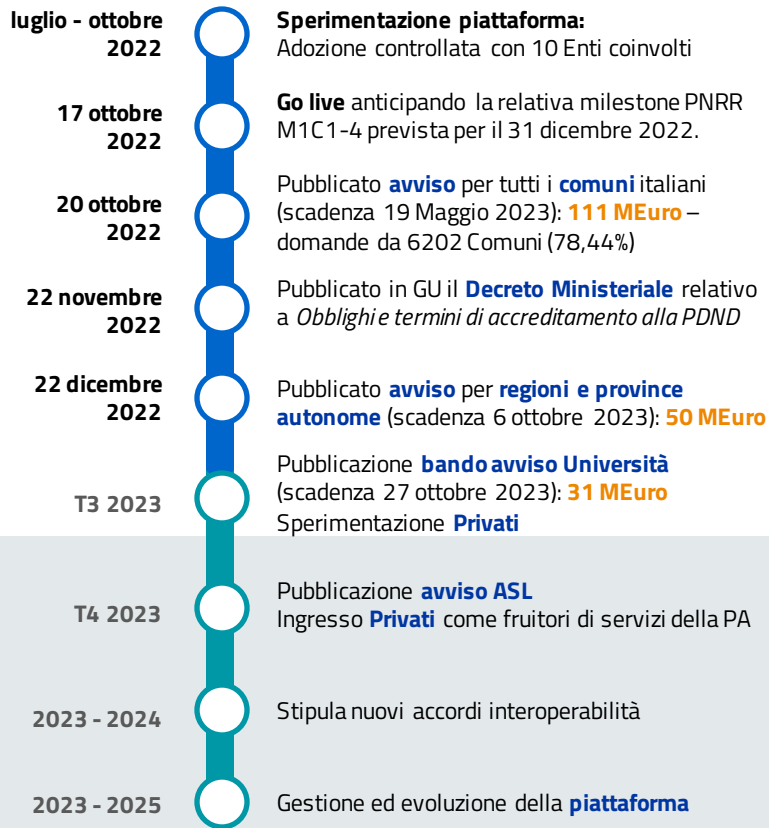 luglio - ottobre
2022
Sperimentazione piattaforma:
Adozione controllata con 10 Enti coinvolti
17 ottobre
2022
Go live anticipando la relativa milestone PNRR
M1C1-4 prevista per il 31 dicembre 2022.
20 ottobre
2022
Pubblicato avviso per tutti i comuni italiani
(scadenza 19 Maggio 2023): 111 MEuro –
domande da 6202 Comuni (78,44%)
22 novembre
2022
Pubblicato in GU il Decreto Ministeriale relativo
a Obblighi e termini di accreditamento alla PDND
22 dicembre
2022
Pubblicato avviso per regioni e province
autonome (scadenza 6 ottobre 2023): 50 MEuro
T3 2023
Pubblicazione bando avviso Università
(scadenza 27 ottobre 2023): 31 MEuro
Sperimentazione Privati
T4 2023
Pubblicazione avviso ASL
Ingresso Privati come fruitori di servizi della PA
2023 - 2024
Stipula nuovi accordi interoperabilità
2023 - 2025
Gestione ed evoluzione della piattaforma